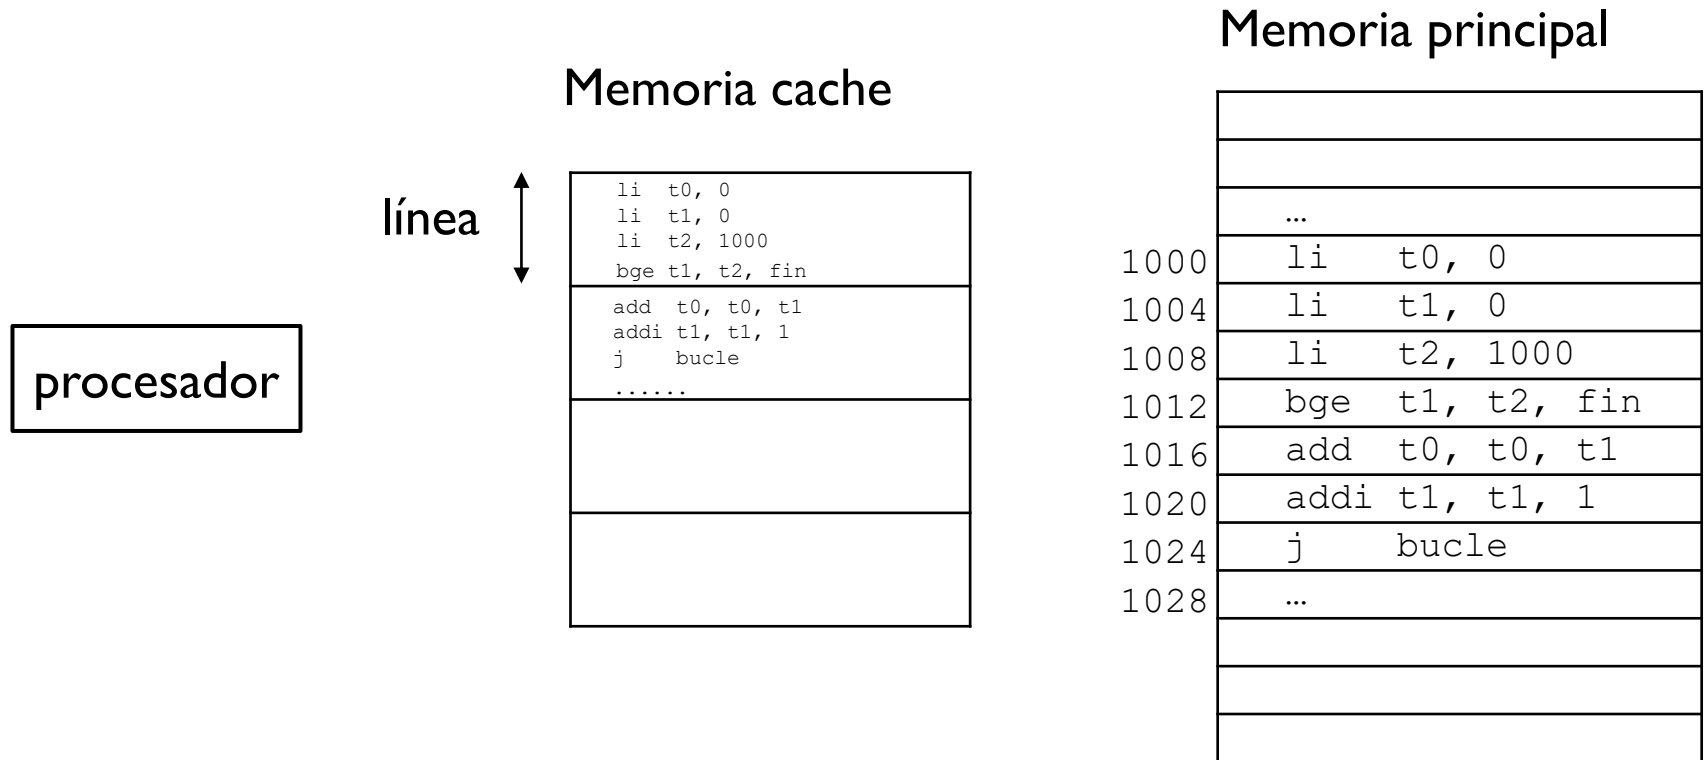 Memoria principal
Memoria cache
línea
procesador
li t0, 0
li t1, 0
li t2, 1000
bge t1, t2, fin
add t0, t0, t1
addi t1, t1, 1
j bucle
......
…
1000 li t0, 0
1004 li t1, 0
1008 li t2, 1000
1012 bge t1, t2, fin
1016 add t0, t0, t1
1020 addi t1, t1, 1
1024 j bucle
1028 …